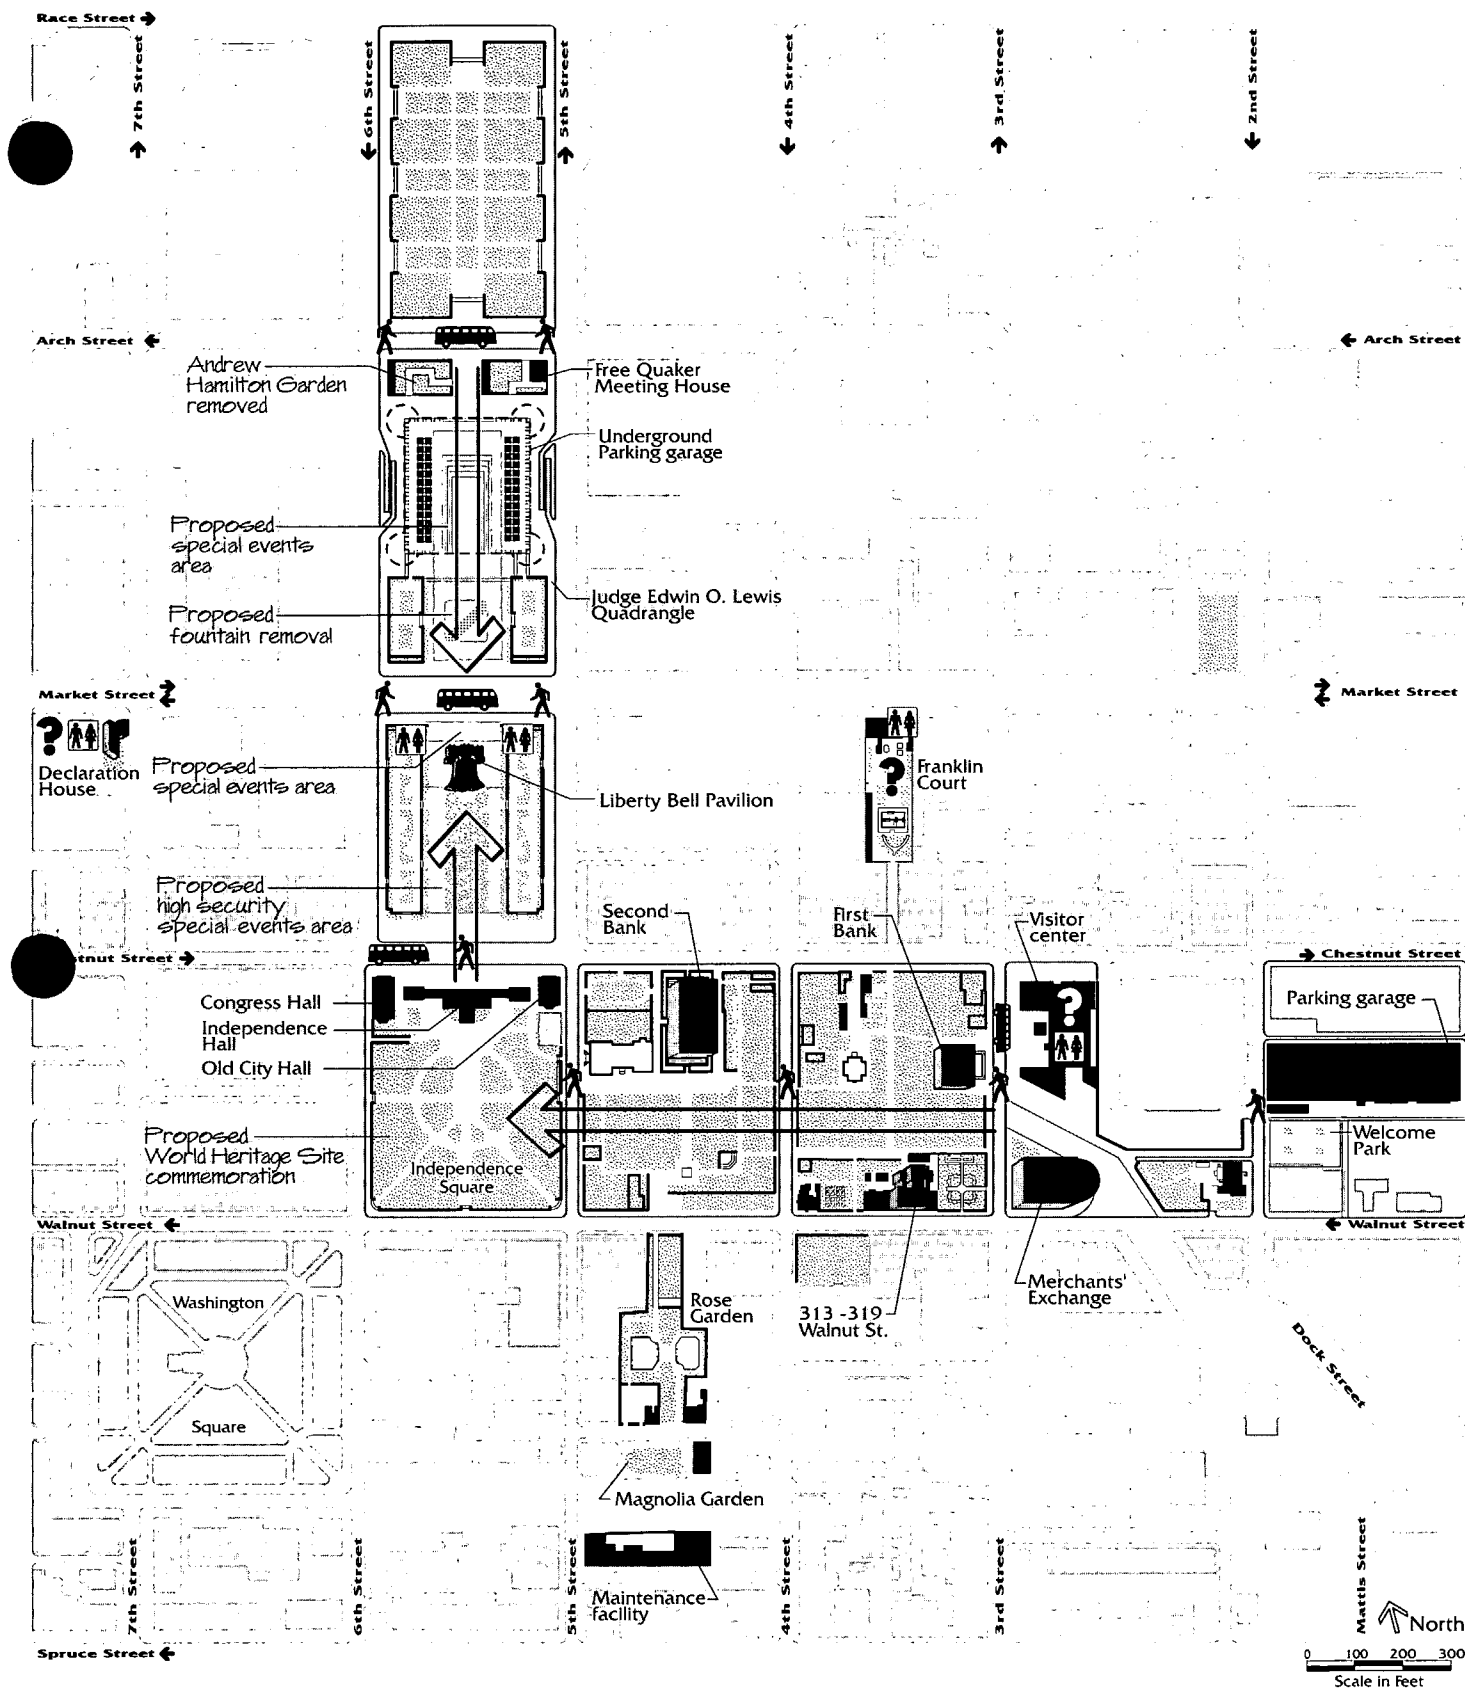 Race Street
7th Street
6th Street
5th Street
4th Street
3rd Street
2nd Street
Arch Street
Arch Street
Andrew
Hamilton Garden
removed
Free Quaker
Meeting House
Underground
Parking garage
Proposed
special events
area
Judge Edwin O. Lewis
Quadrangle
Proposed
fountain removal
Market Street
Market Street
?
Declaration
House
Proposed
special events area
Liberty Bell Pavilion
?
Franklin
Court
Proposed
high security
special events area
Second
Bank
First
Bank
Visitor
center
tnut Street
Chestnut Street
Congress Hall
Independence
Hall
Old City Hall
?
Parking garage
Proposed
World Heritage Site
commemoration
Independence
Square
Welcome
Park
Walnut Street
Walnut Street
Washington
Square
Rose
Garden
313 -319
Walnut St.
Merchants'
Exchange
Dock Street
Magnolia Garden
Maintenance
facility
7th Street
6th Street
5th Street
4th Street
3rd Street
Mattis Street
North
Spruce Street
0 100 200 300
Scale in Feet